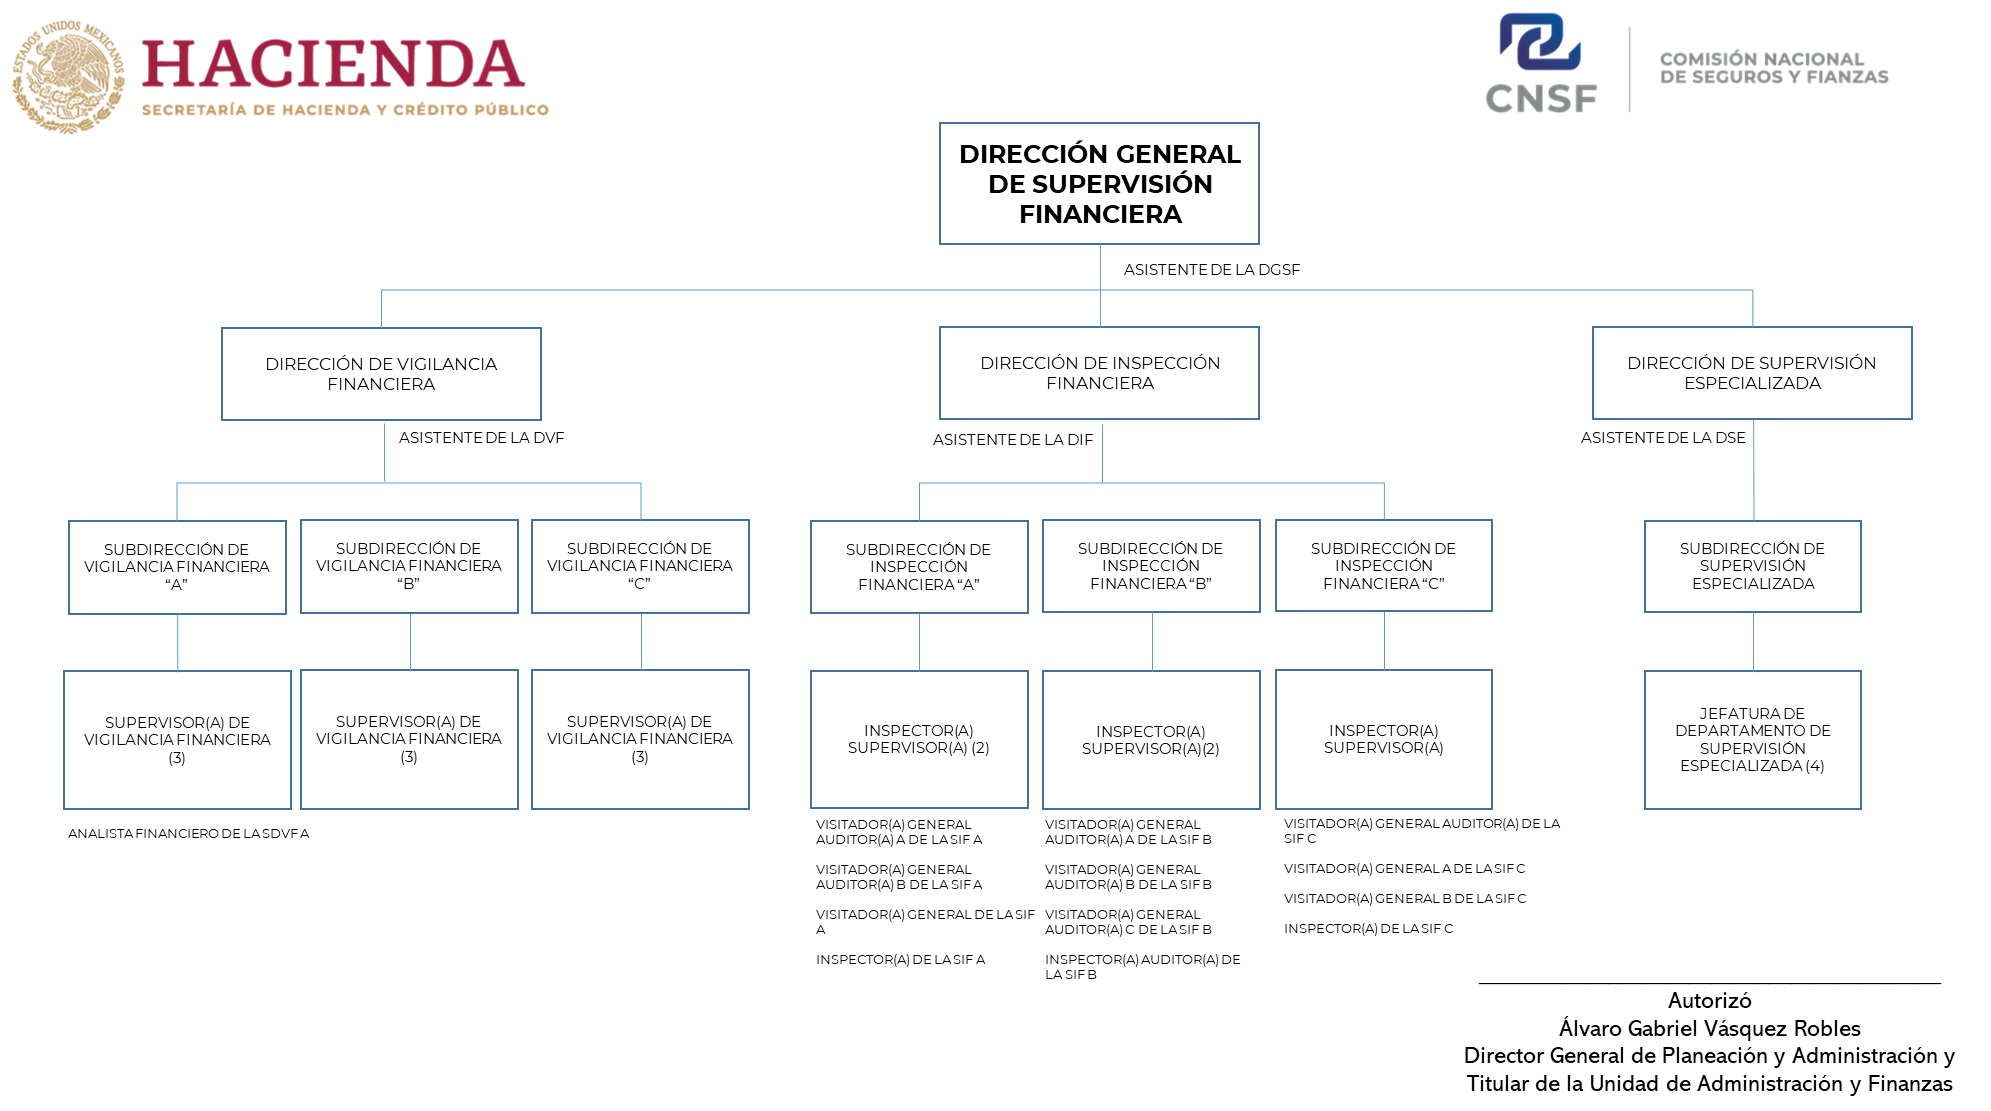 ESTADOS UNIDOS MEXICANOS
HACIENDA
SECRETARÍA DE HACIENDA Y CRÉDITO PÚBLICO
CNSF
COMISIÓN NACIONAL
DE SEGUROS Y FIANZAS
DIRECCIÓN GENERAL
DE SUPERVISIÓN
FINANCIERA
ASISTENTE DE LA DGSF
DIRECCIÓN DE VIGILANCIA
FINANCIERA
DIRECCIÓN DE INSPECCIÓN
FINANCIERA
DIRECCIÓN DE SUPERVISIÓN
ESPECIALIZADA
ASISTENTE DE LA DVF
ASISTENTE DE LA DIF
ASISTENTE DE LA DSE
SUBDIRECCIÓN DE
VIGILANCIA FINANCIERA
“A”
SUBDIRECCIÓN DE
VIGILANCIA FINANCIERA
“B”
SUBDIRECCIÓN DE
VIGILANCIA FINANCIERA
“C”
SUBDIRECCIÓN DE
INSPECCIÓN
FINANCIERA “A”
SUBDIRECCIÓN DE
INSPECCIÓN
FINANCIERA “B”
SUBDIRECCIÓN DE
INSPECCIÓN
FINANCIERA “C”
SUBDIRECCIÓN DE
SUPERVISIÓN
ESPECIALIZADA
SUPERVISOR(A) DE
VIGILANCIA FINANCIERA
(3)
SUPERVISOR(A) DE
VIGILANCIA FINANCIERA
(3)
SUPERVISOR(A) DE
VIGILANCIA FINANCIERA
(3)
INSPECTOR(A)
SUPERVISOR(A) (2)
INSPECTOR(A)
SUPERVISOR(A)(2)
INSPECTOR(A)
SUPERVISOR(A)
JEFATURA DE
DEPARTAMENTO DE
SUPERVISIÓN
ESPECIALIZADA (4)
ANALISTA FINANCIERO DE LA SDVF A
VISITADOR(A) GENERAL
AUDITOR(A) A DE LA SIF A
VISITADOR(A) GENERAL
AUDITOR(A) B DE LA SIF A
VISITADOR(A) GENERAL DE LA SIF
A
INSPECTOR(A) DE LA SIF A
VISITADOR(A) GENERAL
AUDITOR(A) A DE LA SIF B
VISITADOR(A) GENERAL
AUDITOR(A) B DE LA SIF B
VISITADOR(A) GENERAL
AUDITOR(A) C DE LA SIF B
INSPECTOR(A) AUDITOR(A) DE
LA SIF B
VISITADOR(A) GENERAL AUDITOR(A) DE LA
SIF C
VISITADOR(A) GENERAL A DE LA SIF C
VISITADOR(A) GENERAL B DE LA SIF C
INSPECTOR(A) DE LA SIF C
Autorizó
Álvaro Gabriel Vásquez Robles
Director General de Planeación y Administración y
Titular de la Unidad de Administración y Finanzas